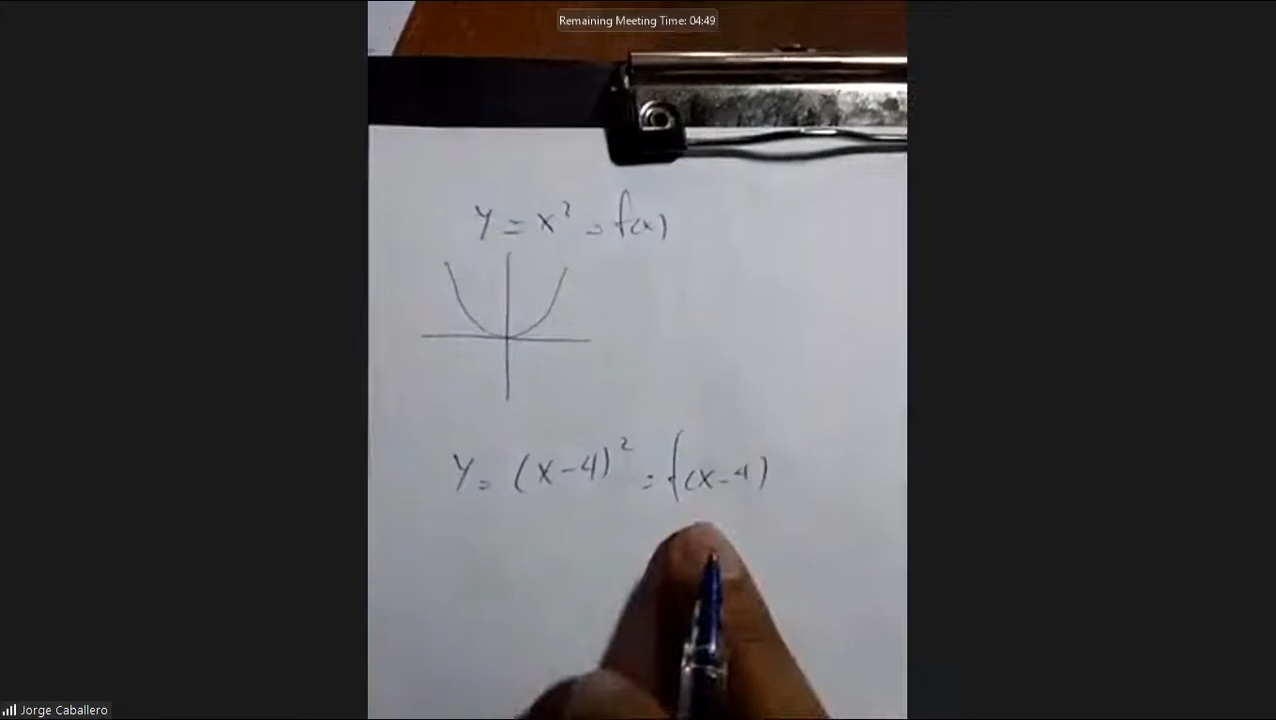 Remaining Meeting Time: 04:49
y = x² = f(x)
y = (x-4)² = f(x-4)
Jorge Caballero